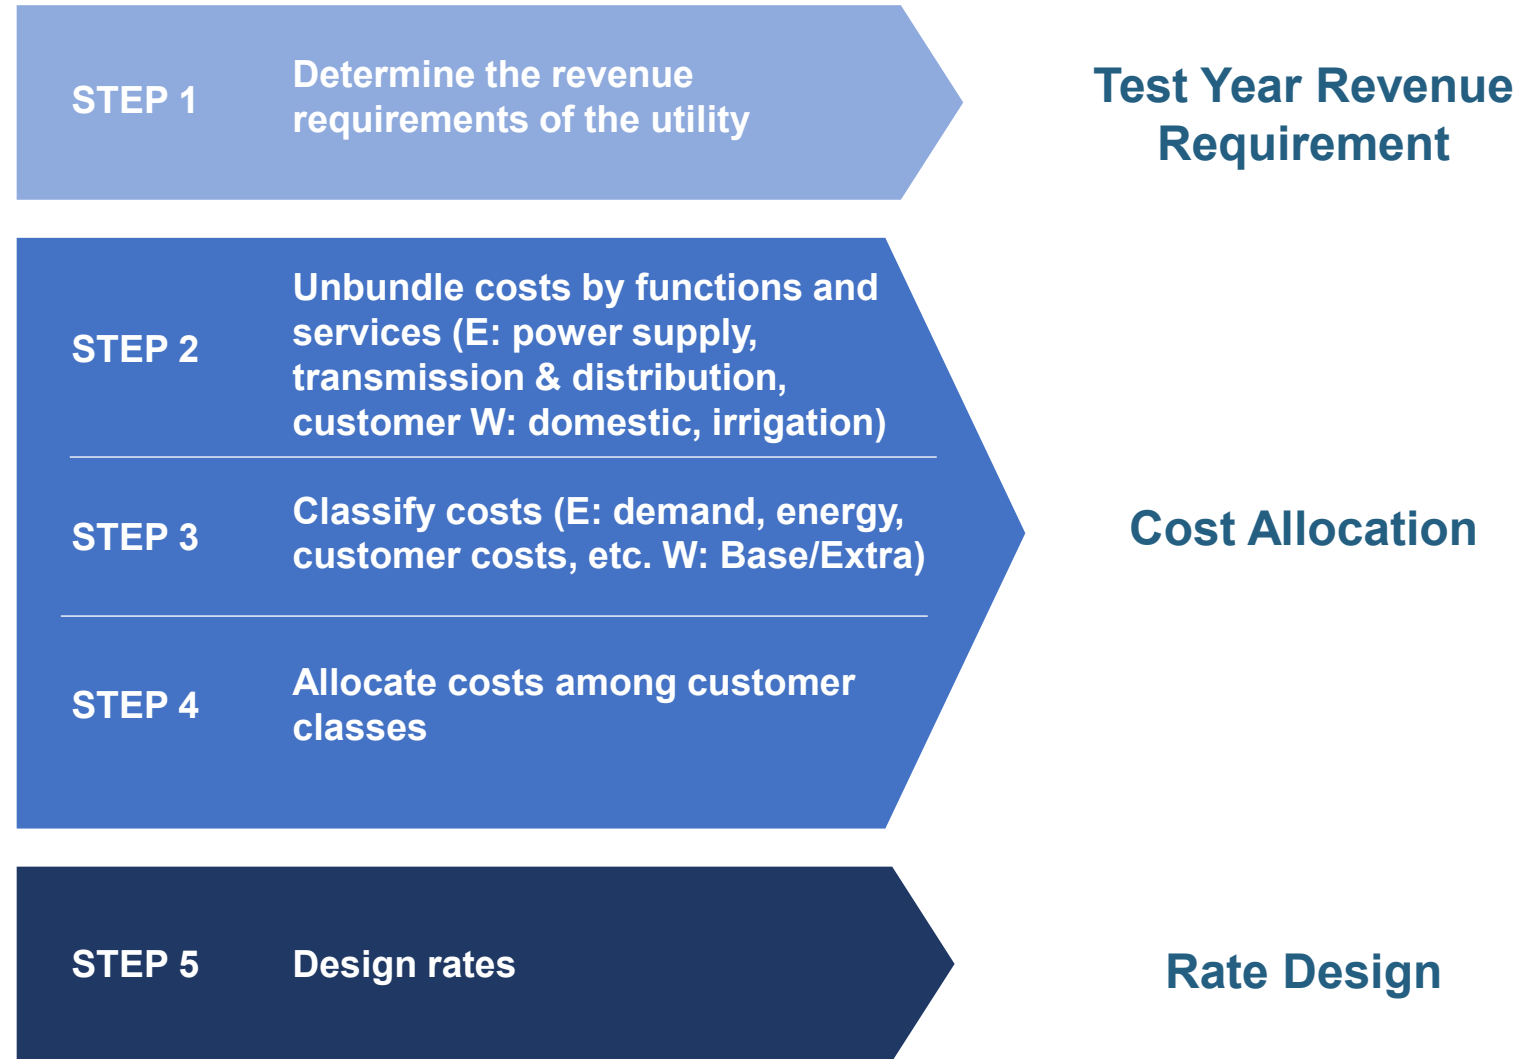 STEP 1
Determine the revenue
requirements of the utility
Test Year Revenue
Requirement
STEP 2
Unbundle costs by functions and
services (E: power supply,
transmission & distribution,
customer W: domestic, irrigation)
STEP 3
Classify costs (E: demand, energy,
customer costs, etc. W: Base/Extra)
STEP 4
Allocate costs among customer
classes
Cost Allocation
STEP 5
Design rates
Rate Design